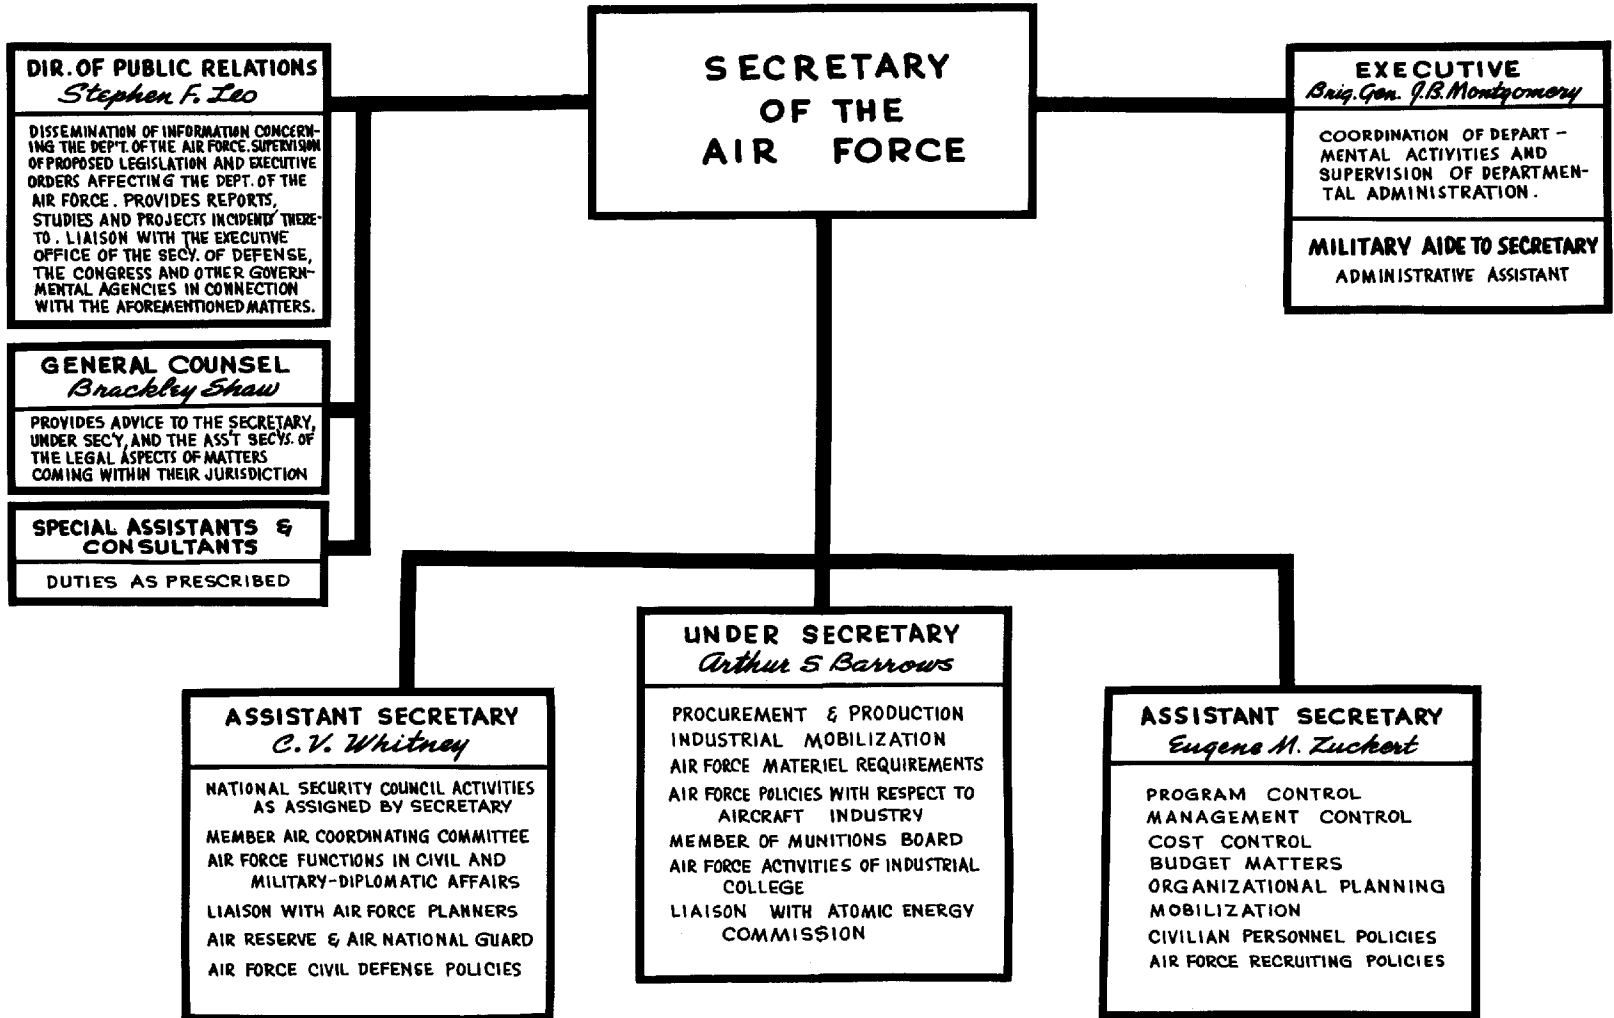 SECRETARY
OF THE
AIR FORCE
DIR. OF PUBLIC RELATIONS
Stephen F. Leo
DISSEMINATION OF INFORMATION CONCERN-
ING THE DEP'T. OF THE AIR FORCE. SUPERVISION
OF PROPOSED LEGISLATION AND EXECUTIVE
ORDERS AFFECTING THE DEPT. OF THE
AIR FORCE. PROVIDES REPORTS,
STUDIES AND PROJECTS INCIDENT THERE-
TO. LIAISON WITH THE EXECUTIVE
OFFICE OF THE SECY. OF DEFENSE,
THE CONGRESS AND OTHER GOVERN-
MENTAL AGENCIES IN CONNECTION
WITH THE AFOREMENTIONED MATTERS.
GENERAL COUNSEL
Brackley Shaw
PROVIDES ADVICE TO THE SECRETARY,
UNDER SEC'Y, AND THE ASS'T SEC'YS. OF
THE LEGAL ASPECTS OF MATTERS
COMING WITHIN THEIR JURISDICTION
SPECIAL ASSISTANTS &
CONSULTANTS
DUTIES AS PRESCRIBED
EXECUTIVE
Brig. Gen. J.B. Montgomery
COORDINATION OF DEPART-
MENTAL ACTIVITIES AND
SUPERVISION OF DEPARTMEN-
TAL ADMINISTRATION.
MILITARY AIDE TO SECRETARY
ADMINISTRATIVE ASSISTANT
ASSISTANT SECRETARY
C. V. Whitney
NATIONAL SECURITY COUNCIL ACTIVITIES
AS ASSIGNED BY SECRETARY
MEMBER AIR COORDINATING COMMITTEE
AIR FORCE FUNCTIONS IN CIVIL AND
MILITARY-DIPLOMATIC AFFAIRS
LIAISON WITH AIR FORCE PLANNERS
AIR RESERVE & AIR NATIONAL GUARD
AIR FORCE CIVIL DEFENSE POLICIES
UNDER SECRETARY
Arthur S Barrows
PROCUREMENT & PRODUCTION
INDUSTRIAL MOBILIZATION
AIR FORCE MATERIEL REQUIREMENTS
AIR FORCE POLICIES WITH RESPECT TO
AIRCRAFT INDUSTRY
MEMBER OF MUNITIONS BOARD
AIR FORCE ACTIVITIES OF INDUSTRIAL
COLLEGE
LIAISON WITH ATOMIC ENERGY
COMMISSION
ASSISTANT SECRETARY
Eugene M. Zuckert
PROGRAM CONTROL
MANAGEMENT CONTROL
COST CONTROL
BUDGET MATTERS
ORGANIZATIONAL PLANNING
MOBILIZATION
CIVILIAN PERSONNEL POLICIES
AIR FORCE RECRUITING POLICIES